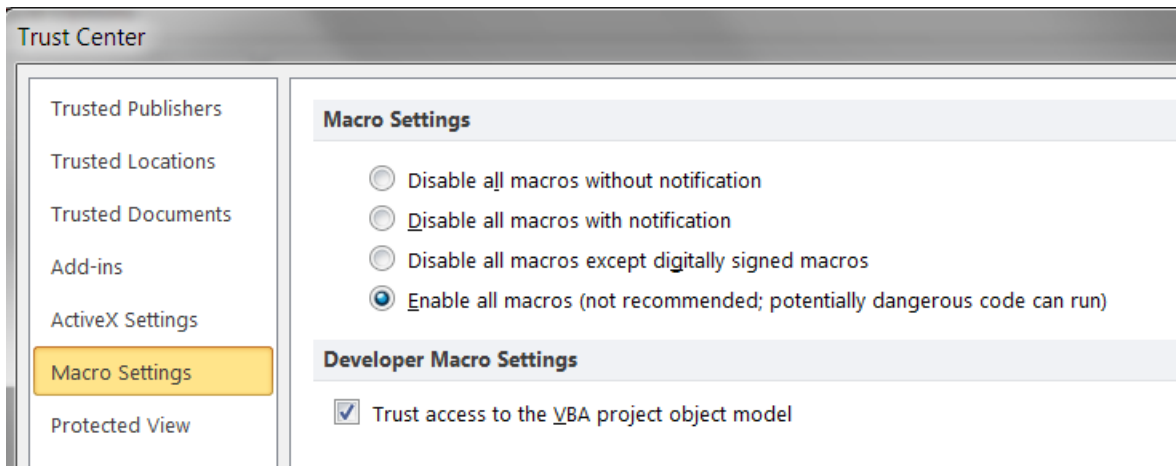 Trust Center
Trusted Publishers
Trusted Locations
Trusted Documents
Add-ins
ActiveX Settings
Macro Settings
Protected View
Macro Settings
Disable all macros without notification
Disable all macros with notification
Disable all macros except digitally signed macros
Enable all macros (not recommended; potentially dangerous code can run)
Developer Macro Settings
Trust access to the VBA project object model